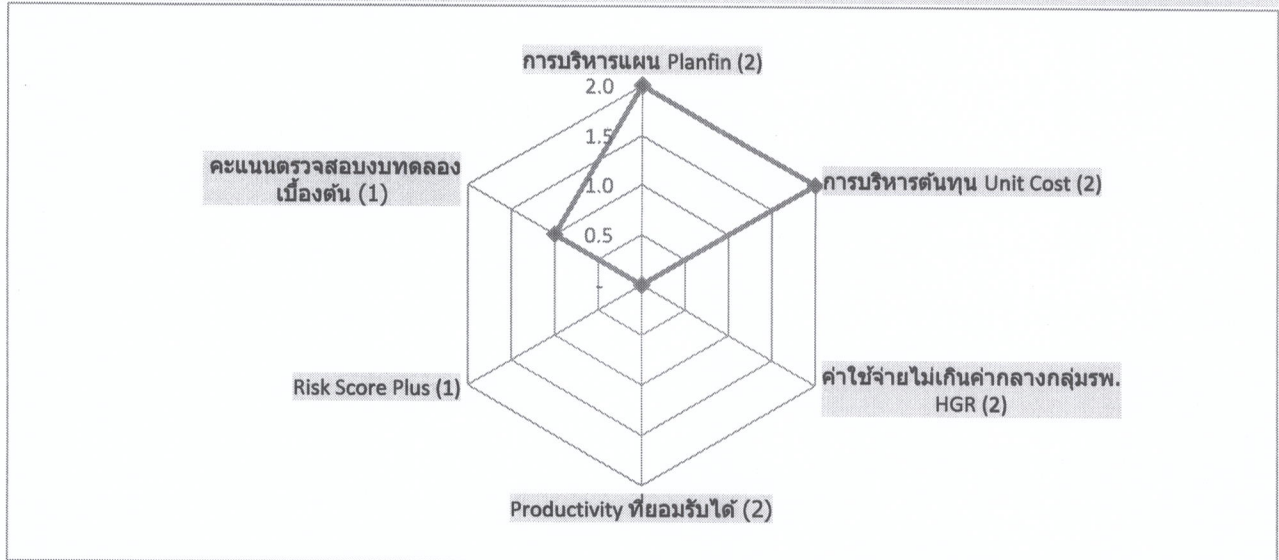 การบริหารแผน Planfin (2)
2.0
1.5
1.0
0.5
-
คะแนนตรวจสอบงบทดลอง
เบื้องต้น (1)
การบริหารต้นทุน Unit Cost (2)
Risk Score Plus (1)
ค่าใช้จ่ายไม่เกินค่ากลางกลุ่มรพ.
HGR (2)
Productivity ที่ยอมรับได้ (2)